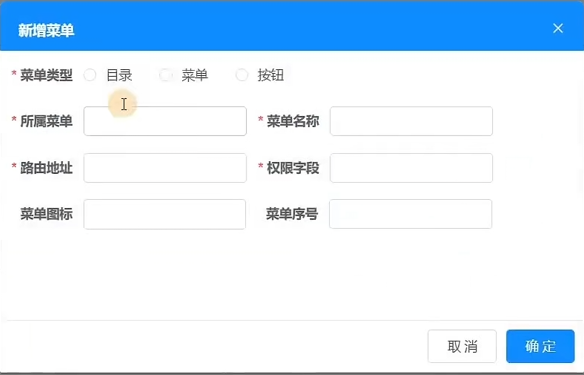 新增菜单
* 菜单类型 目录 菜单 按钮
* 所属菜单 * 菜单名称
* 路由地址 * 权限字段
菜单图标 菜单序号
取消 确定